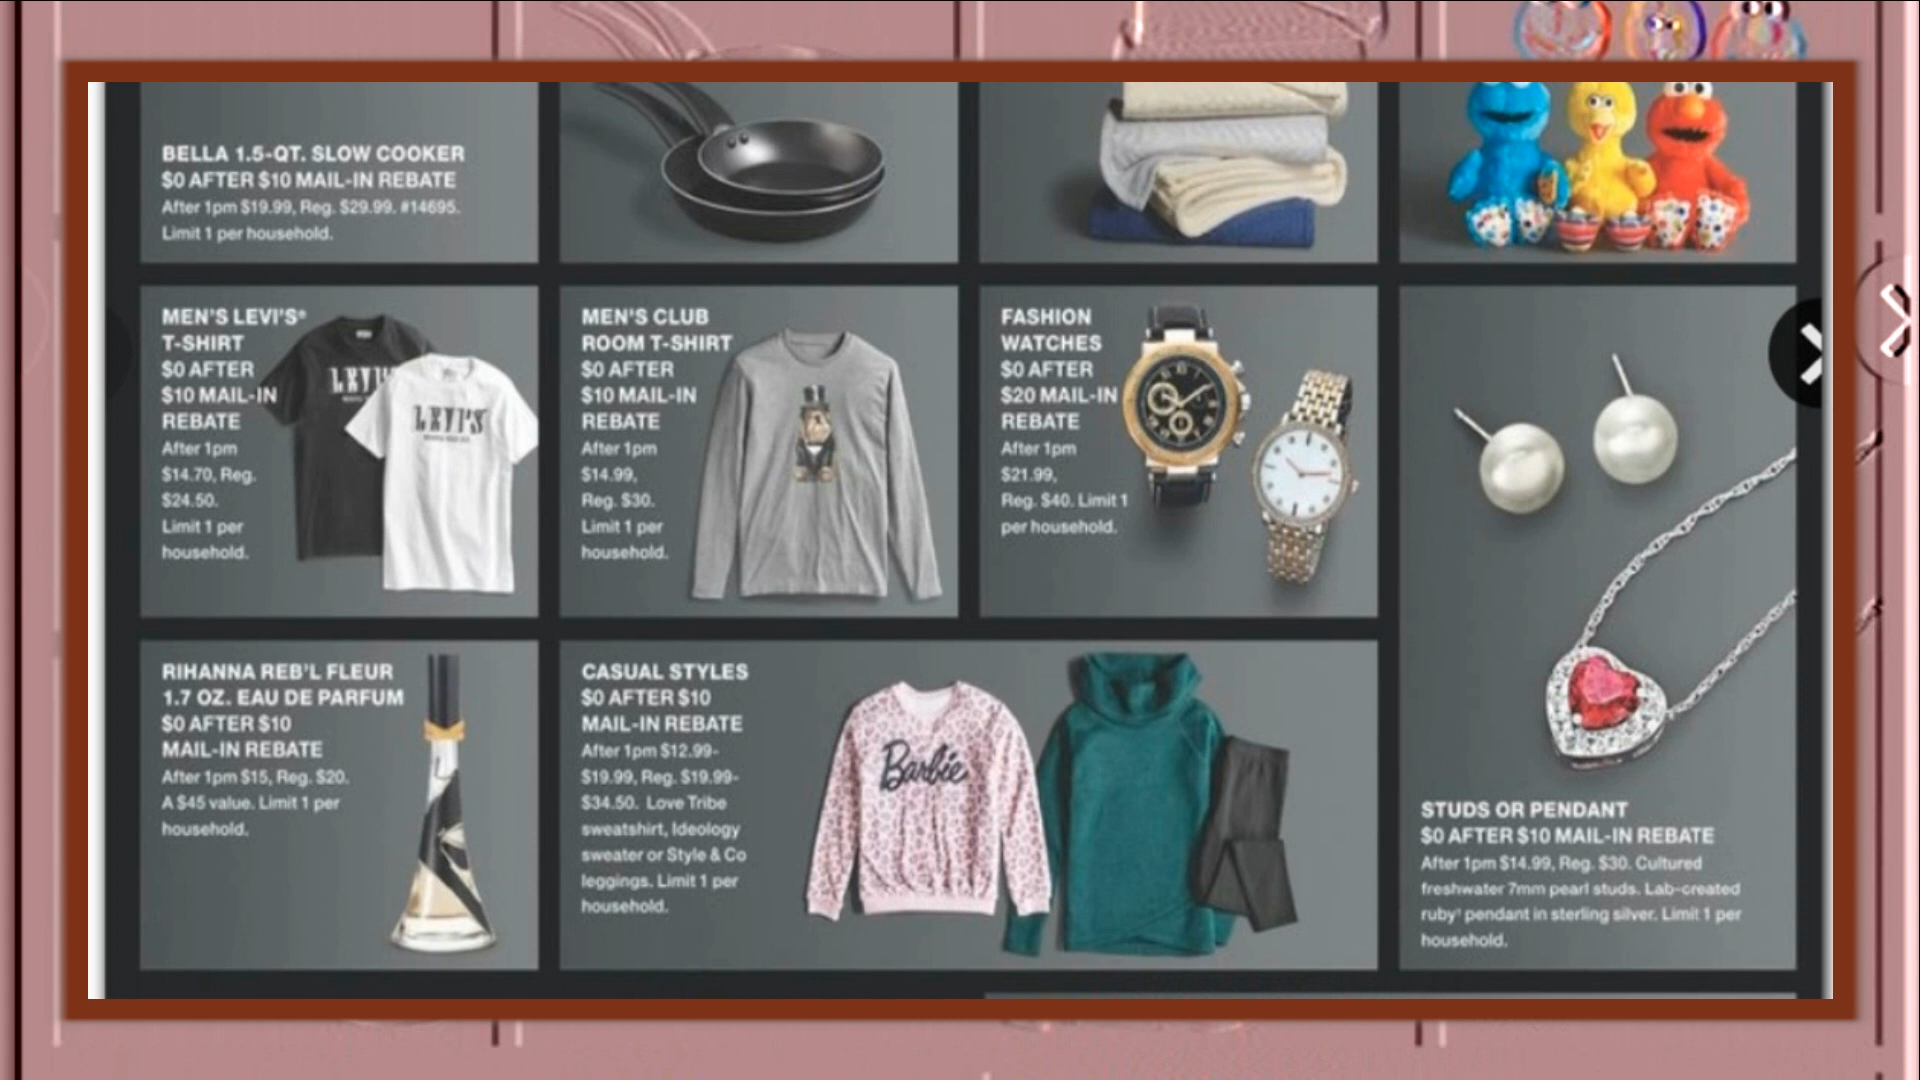 BELLA 1.5-QT. SLOW COOKER
$0 AFTER $10 MAIL-IN REBATE
After 1pm $19.99, Reg. $29.99. #14695.
Limit 1 per household.
MEN'S LEVI'S®
T-SHIRT
$0 AFTER
$10 MAIL-IN
REBATE
After 1pm
$14.70, Reg.
$24.50.
Limit 1 per
household.
LEVI'S
LEVI'S
MEN'S CLUB
ROOM T-SHIRT
$0 AFTER
$10 MAIL-IN
REBATE
After 1pm
$14.99,
Reg. $30.
Limit 1 per
household.
FASHION
WATCHES
$0 AFTER
$20 MAIL-IN
REBATE
After 1pm
$21.99,
Reg. $40. Limit 1
per household.
RIHANNA REB'L FLEUR
1.7 OZ. EAU DE PARFUM
$0 AFTER $10
MAIL-IN REBATE
After 1pm $15, Reg. $20.
A $45 value. Limit 1 per
household.
CASUAL STYLES
$0 AFTER $10
MAIL-IN REBATE
After 1pm $12.99-
$19.99, Reg. $19.99-
$34.50. Love Tribe
sweatshirt, Ideology
sweater or Style & Co
leggings. Limit 1 per
household.
Barbie
STUDS OR PENDANT
$0 AFTER $10 MAIL-IN REBATE
After 1pm $14.99, Reg. $30. Cultured
freshwater 7mm pearl studs. Lab-created
ruby¹ pendant in sterling silver. Limit 1 per
household.